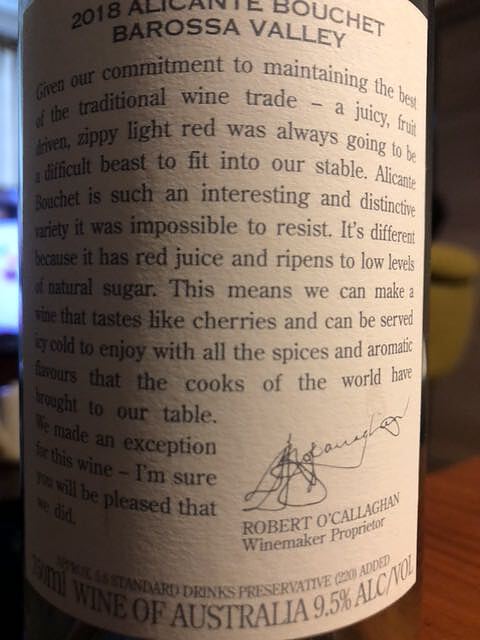 2018 ALICANTE BOUCHET
BAROSSA VALLEY
Given our commitment to maintaining the best
of the traditional wine trade – a juicy, fruit
driven, zippy light red was always going to be
a difficult beast to fit into our stable. Alicante
Bouchet is such an interesting and distinctive
variety it was impossible to resist. It's different
because it has red juice and ripens to low levels
of natural sugar. This means we can make a
wine that tastes like cherries and can be served
icy cold to enjoy with all the spices and aromatic
flavours that the cooks of the world have
brought to our table.
We made an exception
for this wine – I'm sure
you will be pleased that
we did.
ROBERT O'CALLAGHAN
Winemaker Proprietor
APPROX. 5.6 STANDARD DRINKS PRESERVATIVE (220) ADDED
750ml WINE OF AUSTRALIA 9.5% ALC/VOL